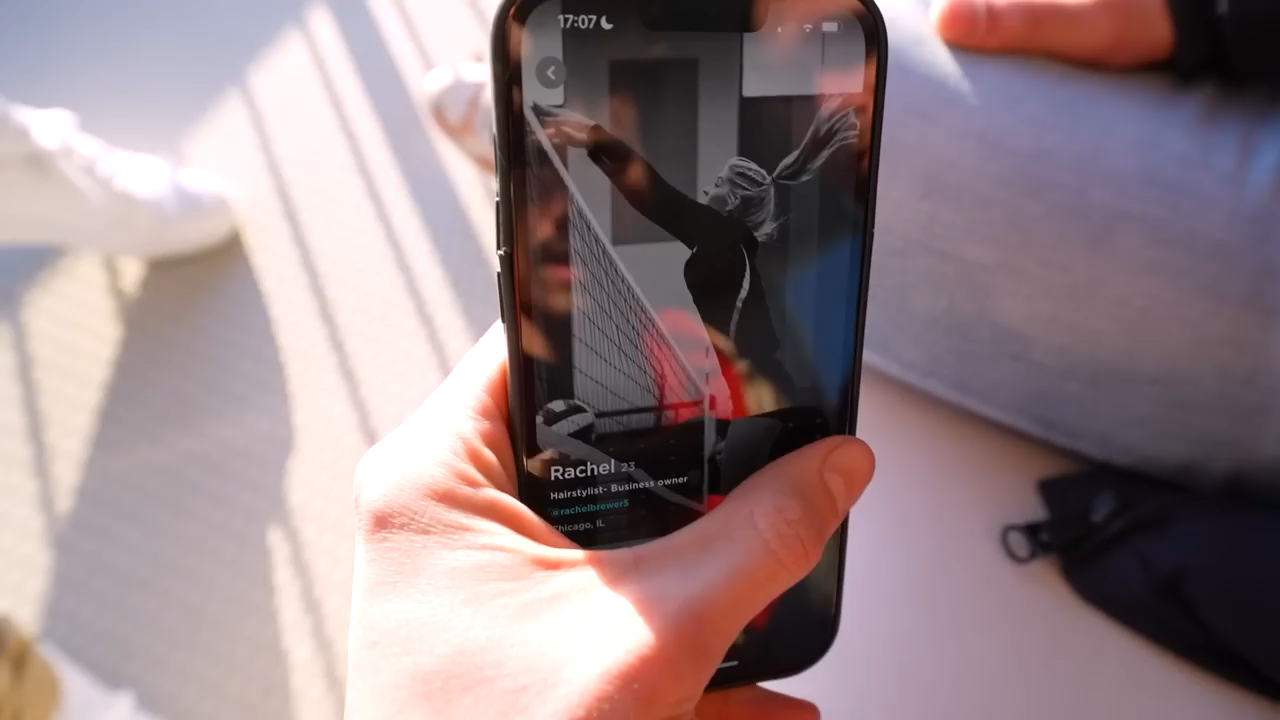 17:07
Rachel 23
Hairstylist- Business owner
@rachelbrewer5
Chicago, IL